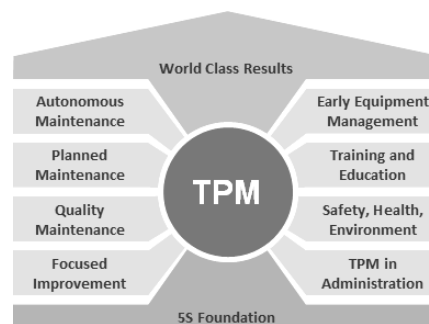 World Class Results
Autonomous
Maintenance
Planned
Maintenance
Quality
Maintenance
Focused
Improvement
TPM
Early Equipment
Management
Training and
Education
Safety, Health,
Environment
TPM in
Administration
5S Foundation